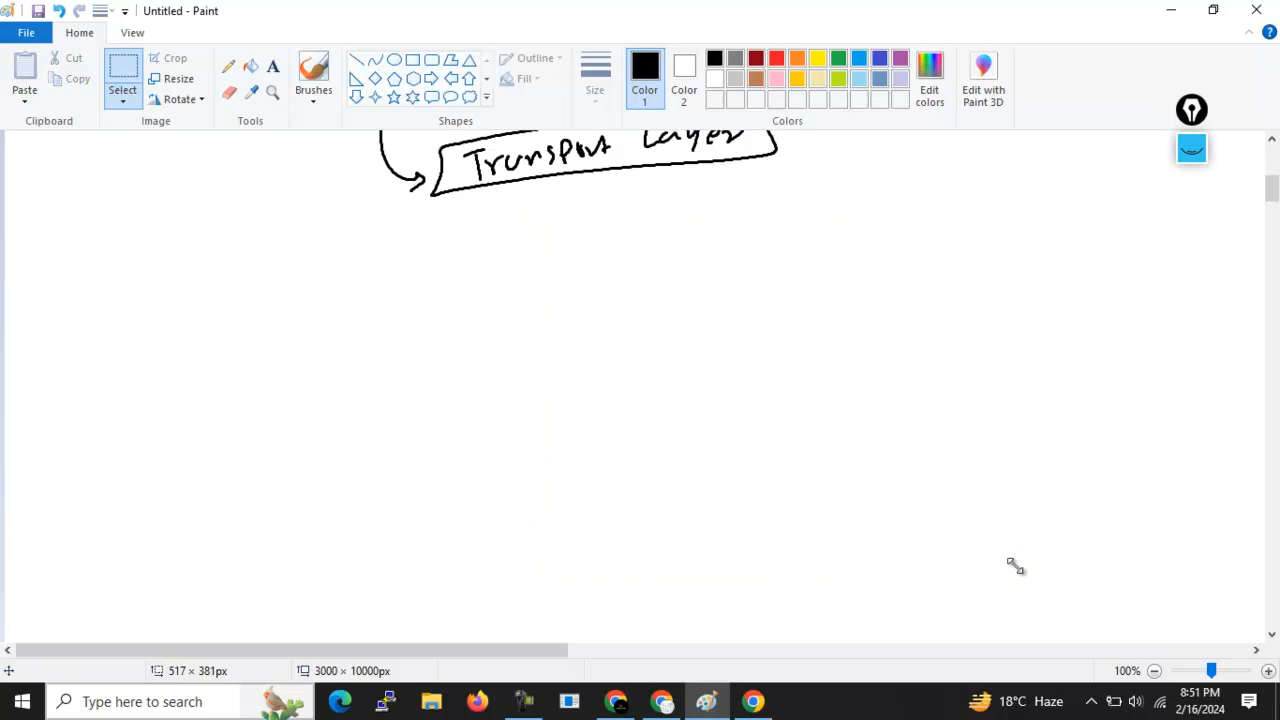 Untitled - Paint
File
Home
View
Paste
Cut
Copy
Clipboard
Select
Crop
Resize
Rotate
Image
A
Tools
Brushes
Outline
Fill
Shapes
Size
Color 1
Color 2
Edit colors
Edit with Paint 3D
Colors
Transport Layer
517 × 381px
3000 × 10000px
100%
Type here to search
18°C Haze
8:51 PM
2/16/2024